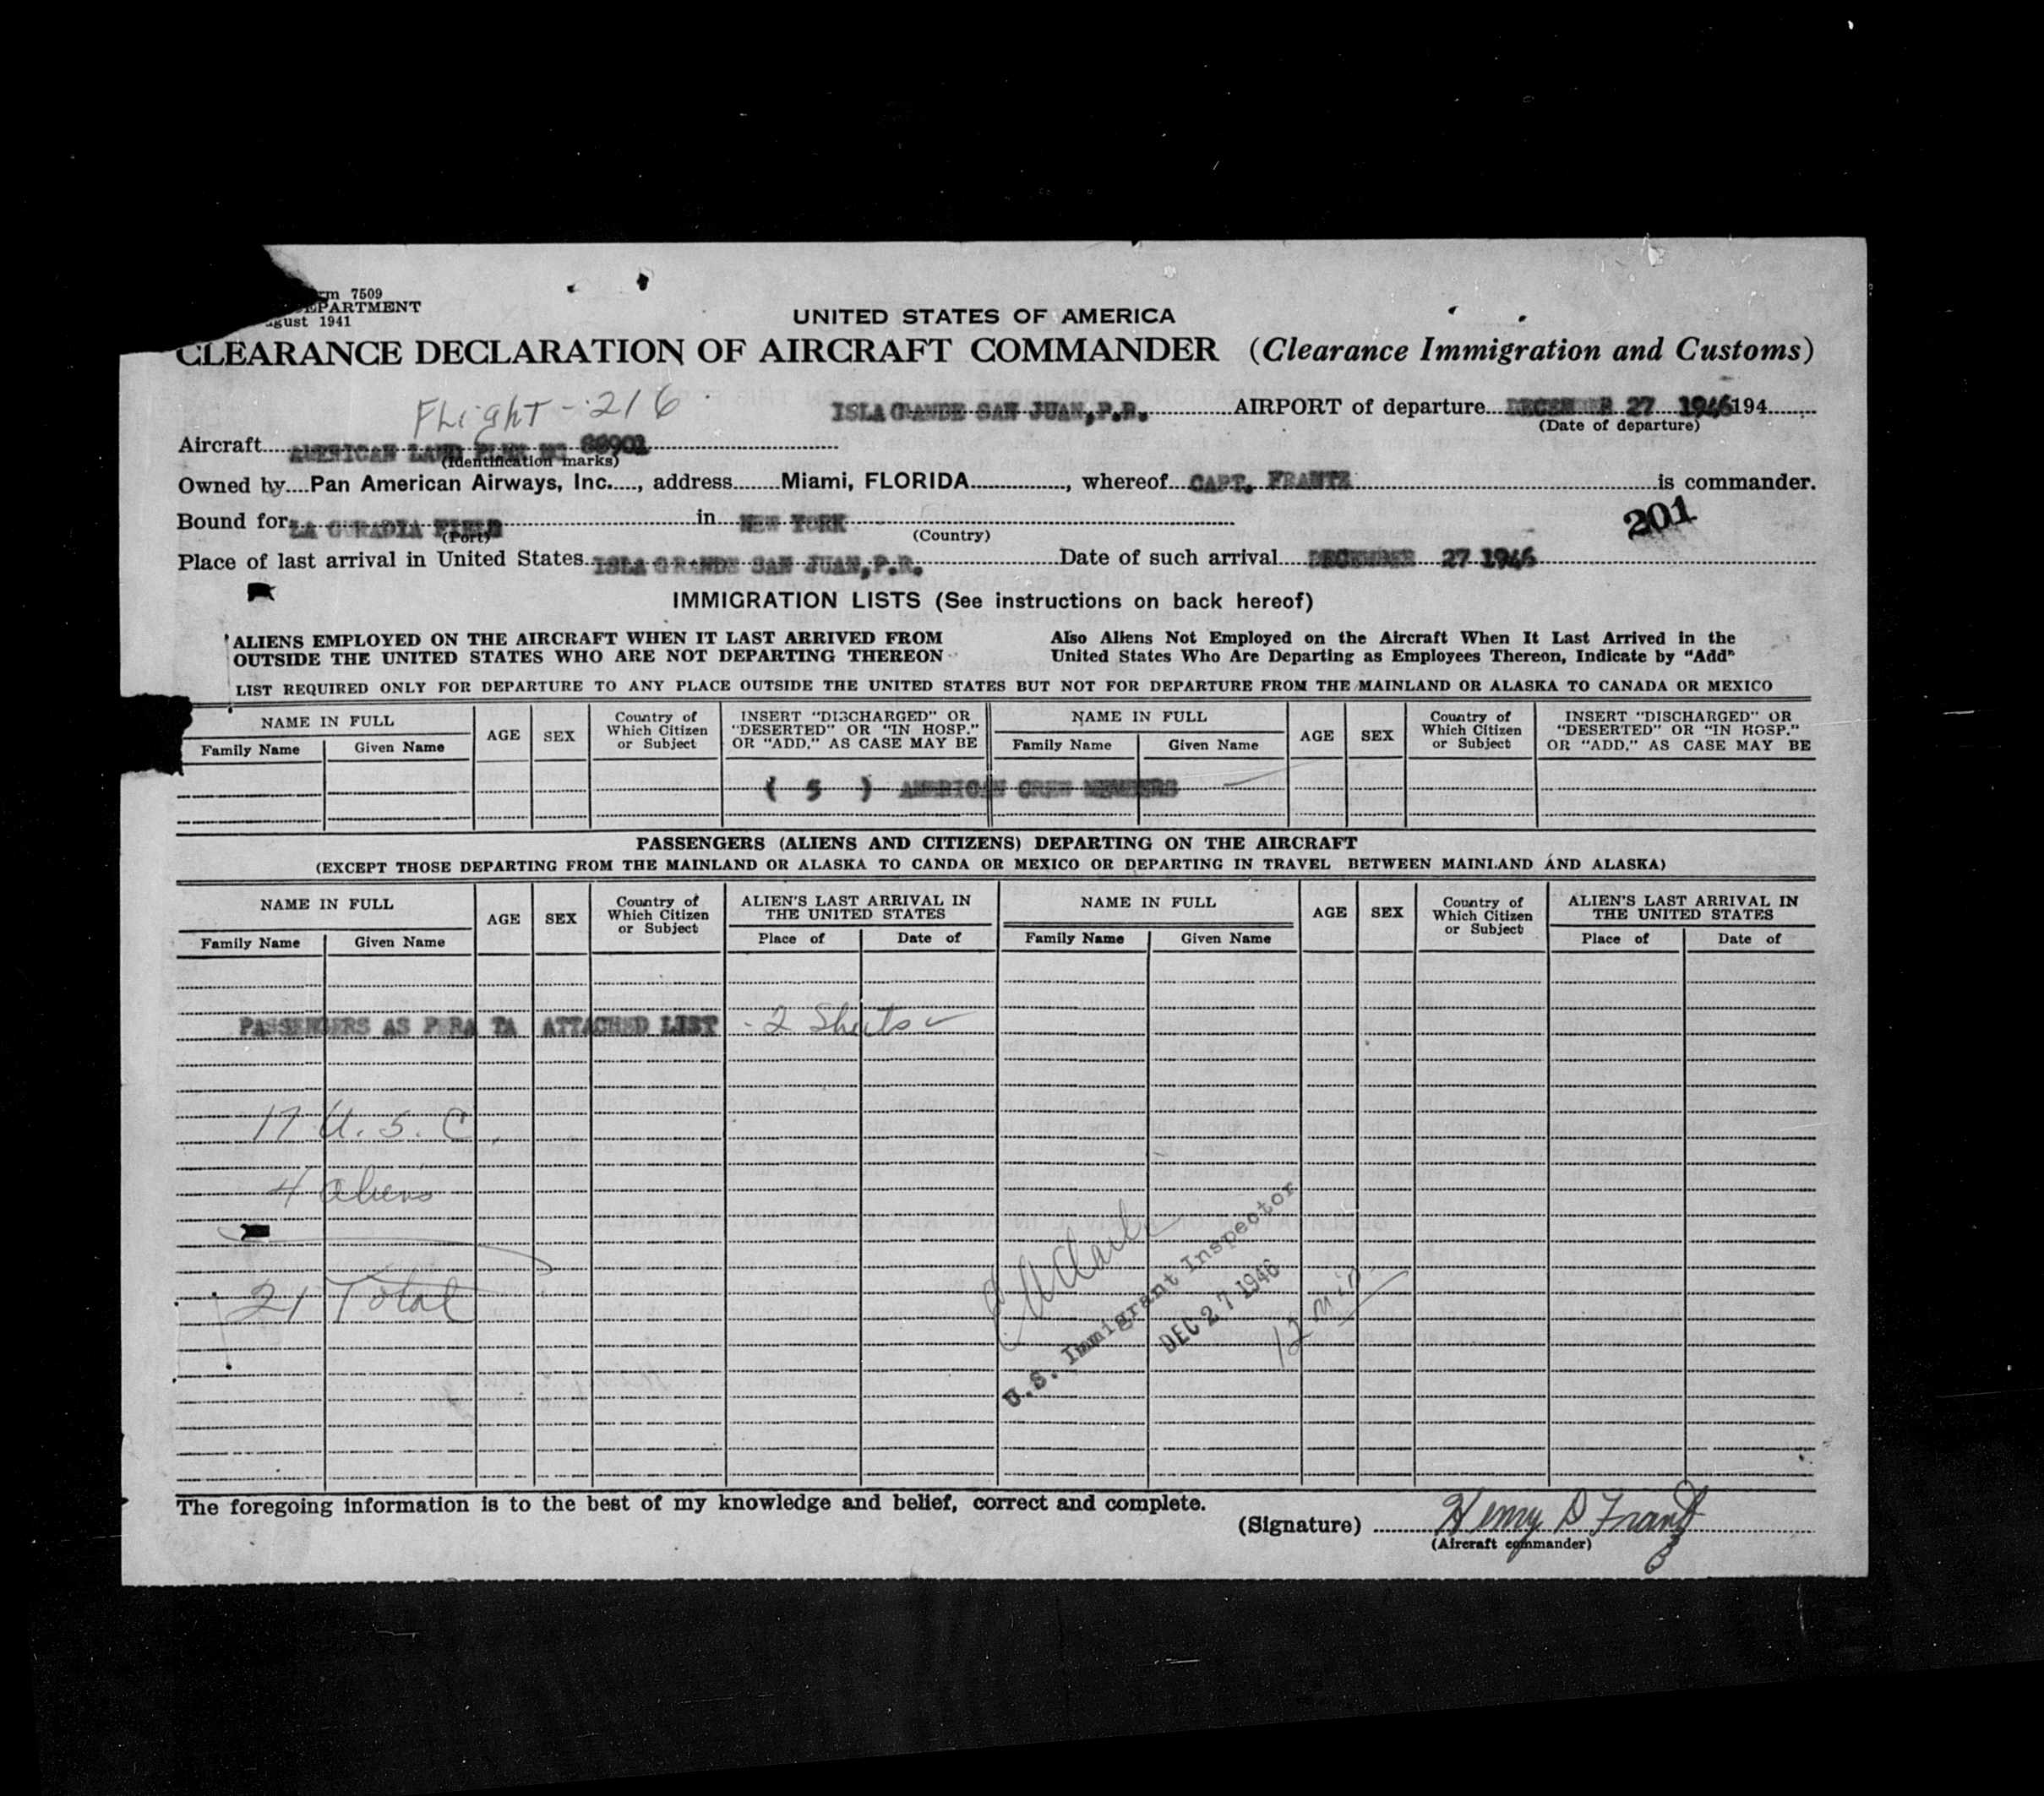 rm 7509
DEPARTMENT
gust 1941
UNITED STATES OF AMERICA
CLEARANCE DECLARATION OF AIRCRAFT COMMANDER (Clearance Immigration and Customs)
Flight - 216
ISLA GRANDE SAN JUAN, P.R. AIRPORT of departure DECEMBER 27 1946 194
(Date of departure)
Aircraft AMERICAN LAND PLNE NC 88901
(Identification marks)
Owned by Pan American Airways, Inc., address Miami, FLORIDA, whereof CAPT. FRANTZ is commander.
Bound for LA GURADIA FIELD in NEW YORK
(Port) (Country)
201
Place of last arrival in United States ISLA GRANDE SAN JUAN, P.R. Date of such arrival DECEMBER 27 1946
IMMIGRATION LISTS (See instructions on back hereof)
ALIENS EMPLOYED ON THE AIRCRAFT WHEN IT LAST ARRIVED FROM
OUTSIDE THE UNITED STATES WHO ARE NOT DEPARTING THEREON
Also Aliens Not Employed on the Aircraft When It Last Arrived in the
United States Who Are Departing as Employees Thereon, Indicate by "Add"
LIST REQUIRED ONLY FOR DEPARTURE TO ANY PLACE OUTSIDE THE UNITED STATES BUT NOT FOR DEPARTURE FROM THE MAINLAND OR ALASKA TO CANADA OR MEXICO
NAME IN FULL
Family Name Given Name
AGE
SEX
Country of
Which Citizen
or Subject
INSERT "DISCHARGED" OR
"DESERTED" OR "IN HOSP."
OR "ADD," AS CASE MAY BE
NAME IN FULL
Family Name Given Name
AGE
SEX
Country of
Which Citizen
or Subject
INSERT "DISCHARGED" OR
"DESERTED" OR "IN HOSP."
OR "ADD," AS CASE MAY BE
( 5 ) AMERICAN CREW MEMBERS
PASSENGERS (ALIENS AND CITIZENS) DEPARTING ON THE AIRCRAFT
(EXCEPT THOSE DEPARTING FROM THE MAINLAND OR ALASKA TO CANDA OR MEXICO OR DEPARTING IN TRAVEL BETWEEN MAINLAND AND ALASKA)
NAME IN FULL
Family Name Given Name
AGE
SEX
Country of
Which Citizen
or Subject
ALIEN'S LAST ARRIVAL IN
THE UNITED STATES
Place of Date of
NAME IN FULL
Family Name Given Name
AGE
SEX
Country of
Which Citizen
or Subject
ALIEN'S LAST ARRIVAL IN
THE UNITED STATES
Place of Date of
PASSENGERS AS PERA TA ATTACHED LIST - 2 Sheets
17 U. S. C.
4 aliens
21 Total
U.S. Immigrant Inspector
DEC 27 1946
The foregoing information is to the best of my knowledge and belief, correct and complete.
(Signature) Henry D Frantz
(Aircraft commander)